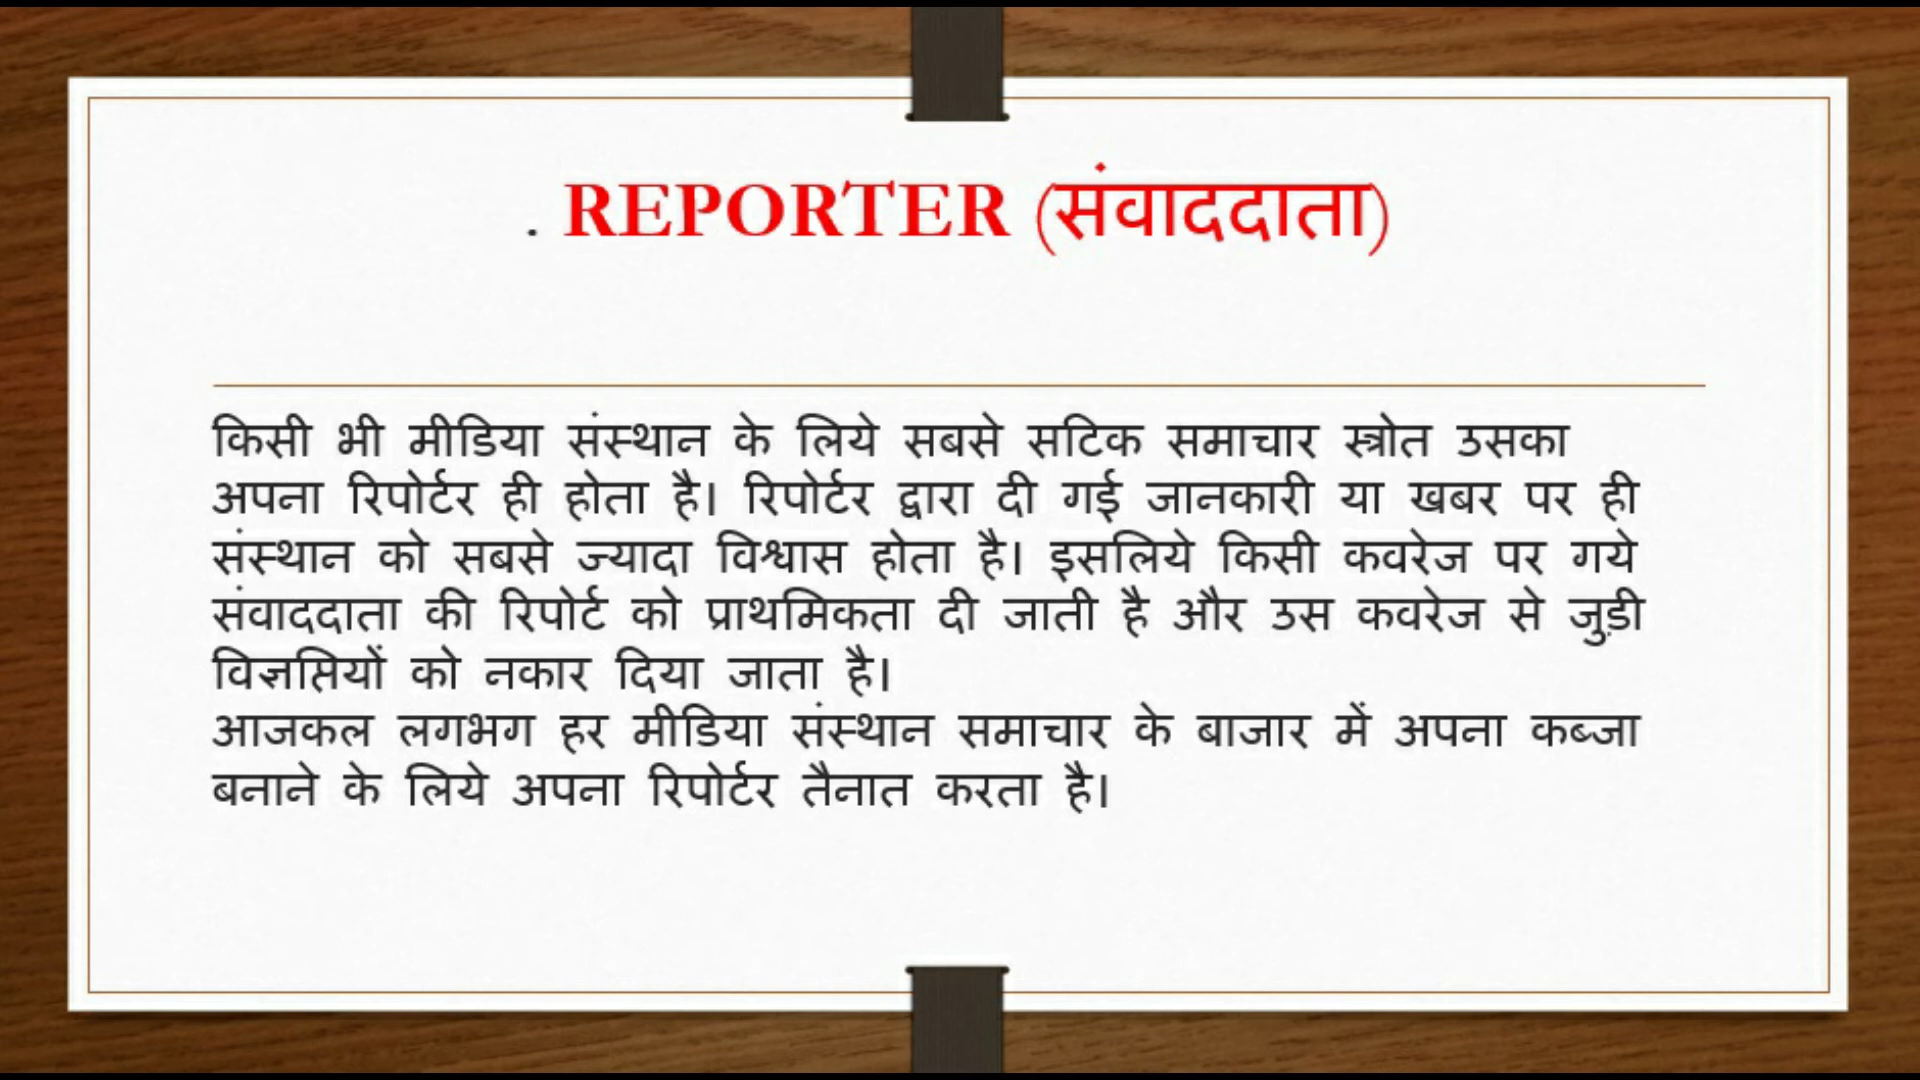 . REPORTER (संवाददाता)
किसी भी मीडिया संस्थान के लिये सबसे सटिक समाचार स्त्रोत उसका
अपना रिपोर्टर ही होता है। रिपोर्टर द्वारा दी गई जानकारी या खबर पर ही
संस्थान को सबसे ज्यादा विश्वास होता है। इसलिये किसी कवरेज पर गये
संवाददाता की रिपोर्ट को प्राथमिकता दी जाती है और उस कवरेज से जुड़ी
विज्ञप्तियों को नकार दिया जाता है।
आजकल लगभग हर मीडिया संस्थान समाचार के बाजार में अपना कब्जा
बनाने के लिये अपना रिपोर्टर तैनात करता है।